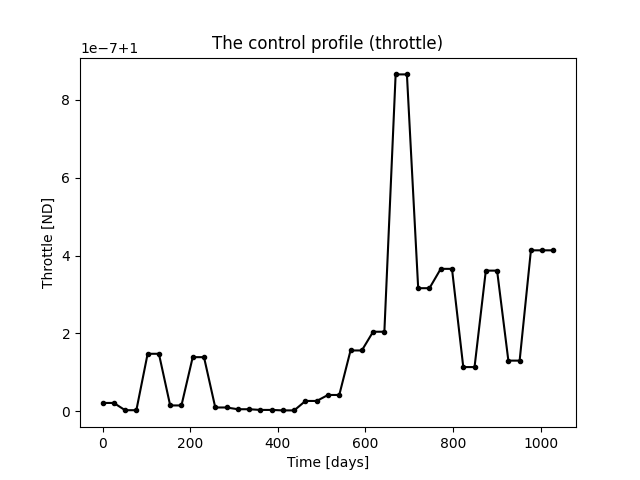 The control profile (throttle)
1e−7+1
8
6
4
2
0
Throttle [ND]
0 200 400 600 800 1000
Time [days]